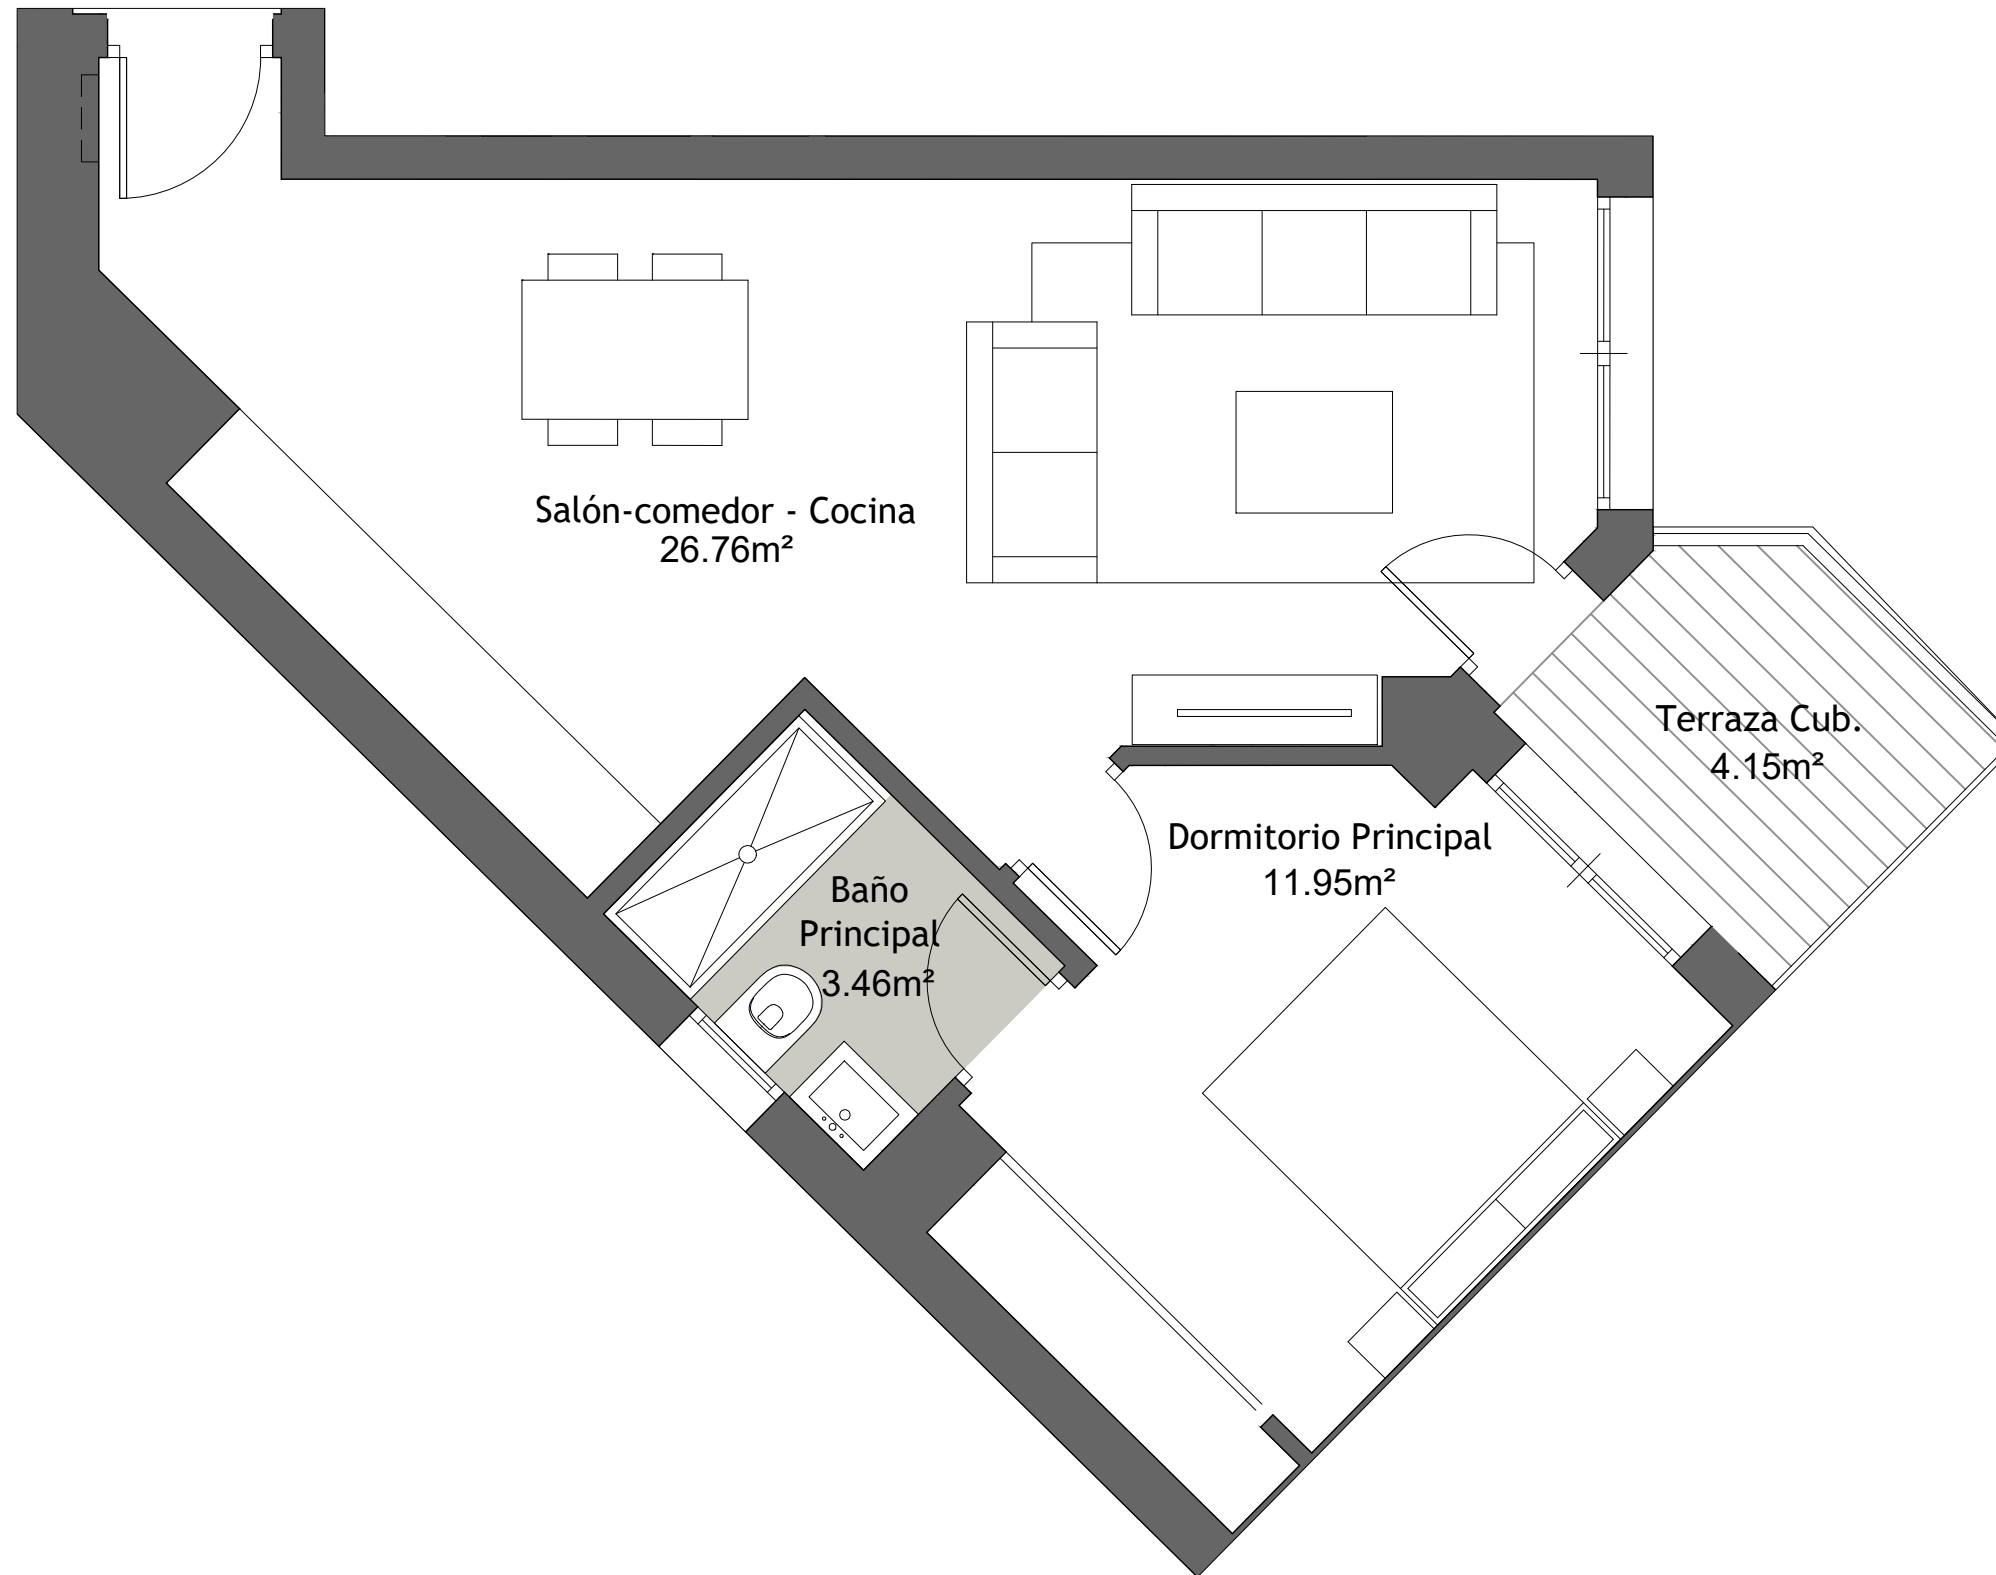 Salón-comedor - Cocina
26.76m²
Terraza Cub.
4.15m²
Dormitorio Principal
11.95m²
Baño
Principal
3.46m²